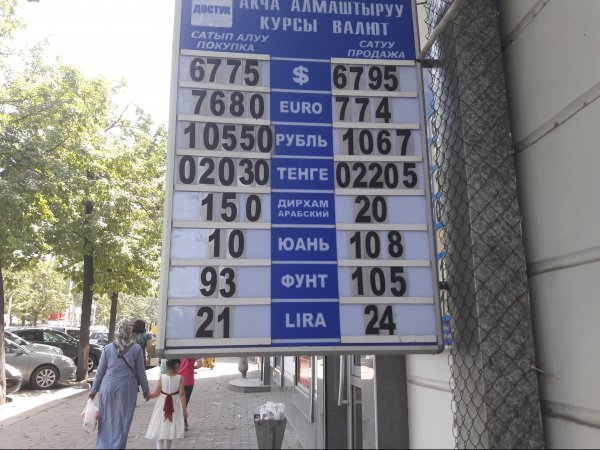 ДОСТУК
АКЧА АЛМАШТЫРУУ
КУРСЫ ВАЛЮТ
САТЫП АЛУУ
ПОКУПКА
САТУУ
ПРОДАЖА
6775 $ 6795
7680 EURO 774
10550 РУБЛЬ 1067
02030 ТЕНГЕ 02205
150 ДИРХАМ АРАБСКИЙ 20
10 ЮАНЬ 108
93 ФУНТ 105
21 LIRA 24